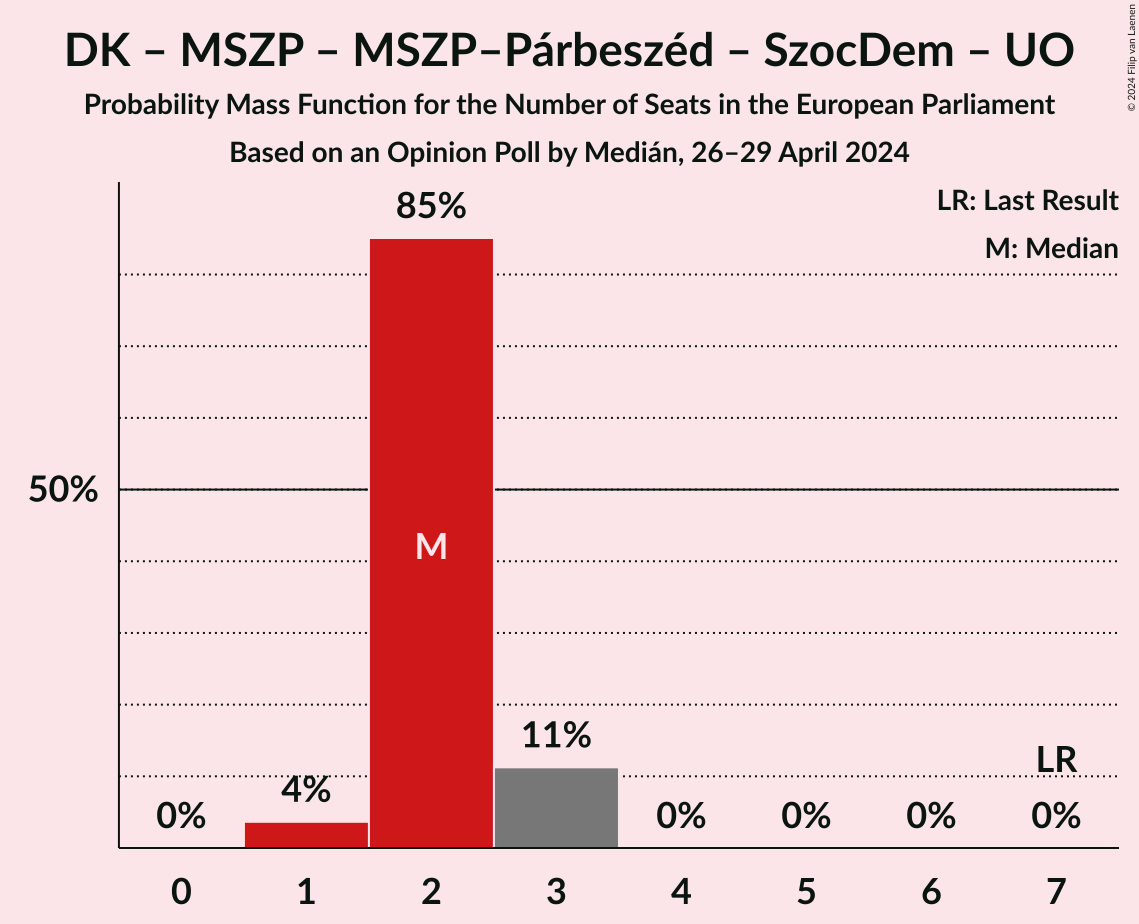 DK – MSZP – MSZP–Párbeszéd – SzocDem – UO
Probability Mass Function for the Number of Seats in the European Parliament
Based on an Opinion Poll by Medián, 26–29 April 2024
© 2024 Filip van Laenen
LR: Last Result
M: Median
85%
50%
M
11%
LR
4%
0%
0%
0%
0%
0%
0 1 2 3 4 5 6 7